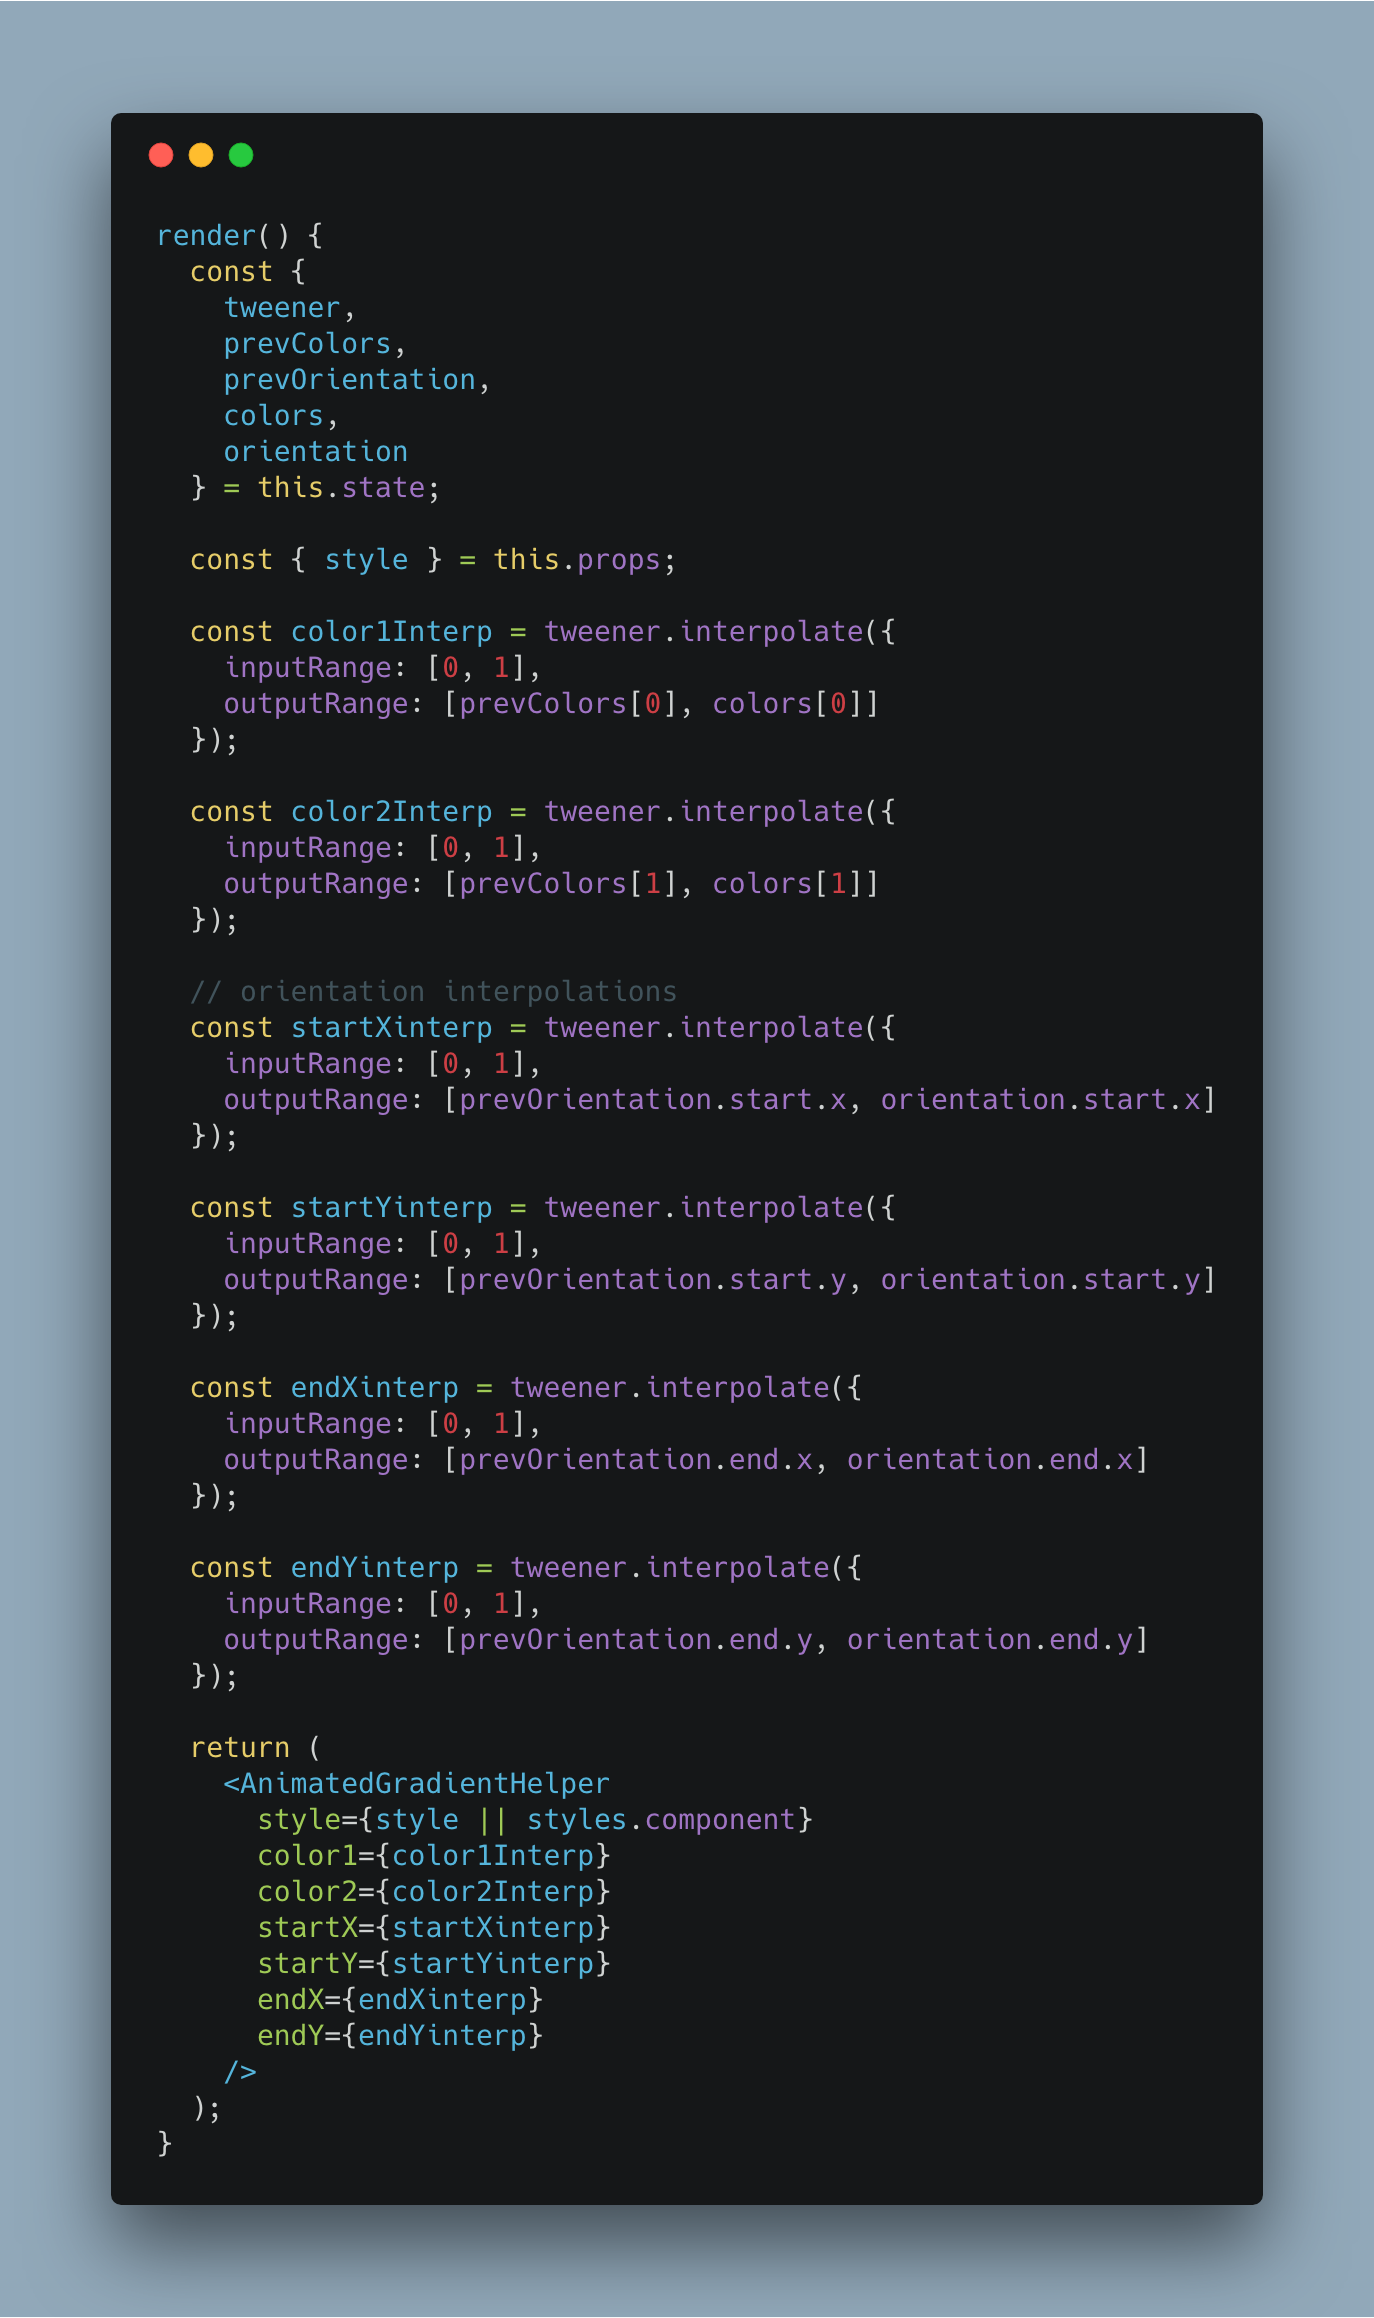 render() {
  const {
    tweener,
    prevColors,
    prevOrientation,
    colors,
    orientation
  } = this.state;

  const { style } = this.props;

  const color1Interp = tweener.interpolate({
    inputRange: [0, 1],
    outputRange: [prevColors[0], colors[0]]
  });

  const color2Interp = tweener.interpolate({
    inputRange: [0, 1],
    outputRange: [prevColors[1], colors[1]]
  });

  // orientation interpolations
  const startXinterp = tweener.interpolate({
    inputRange: [0, 1],
    outputRange: [prevOrientation.start.x, orientation.start.x]
  });

  const startYinterp = tweener.interpolate({
    inputRange: [0, 1],
    outputRange: [prevOrientation.start.y, orientation.start.y]
  });

  const endXinterp = tweener.interpolate({
    inputRange: [0, 1],
    outputRange: [prevOrientation.end.x, orientation.end.x]
  });

  const endYinterp = tweener.interpolate({
    inputRange: [0, 1],
    outputRange: [prevOrientation.end.y, orientation.end.y]
  });

  return (
    <AnimatedGradientHelper
      style={style || styles.component}
      color1={color1Interp}
      color2={color2Interp}
      startX={startXinterp}
      startY={startYinterp}
      endX={endXinterp}
      endY={endYinterp}
    />
  );
}